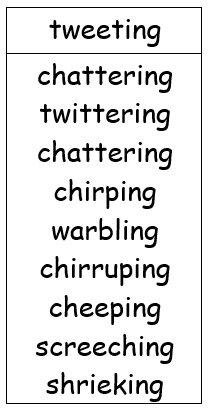 tweeting
chattering
twittering
chattering
chirping
warbling
chirruping
cheeping
screeching
shrieking